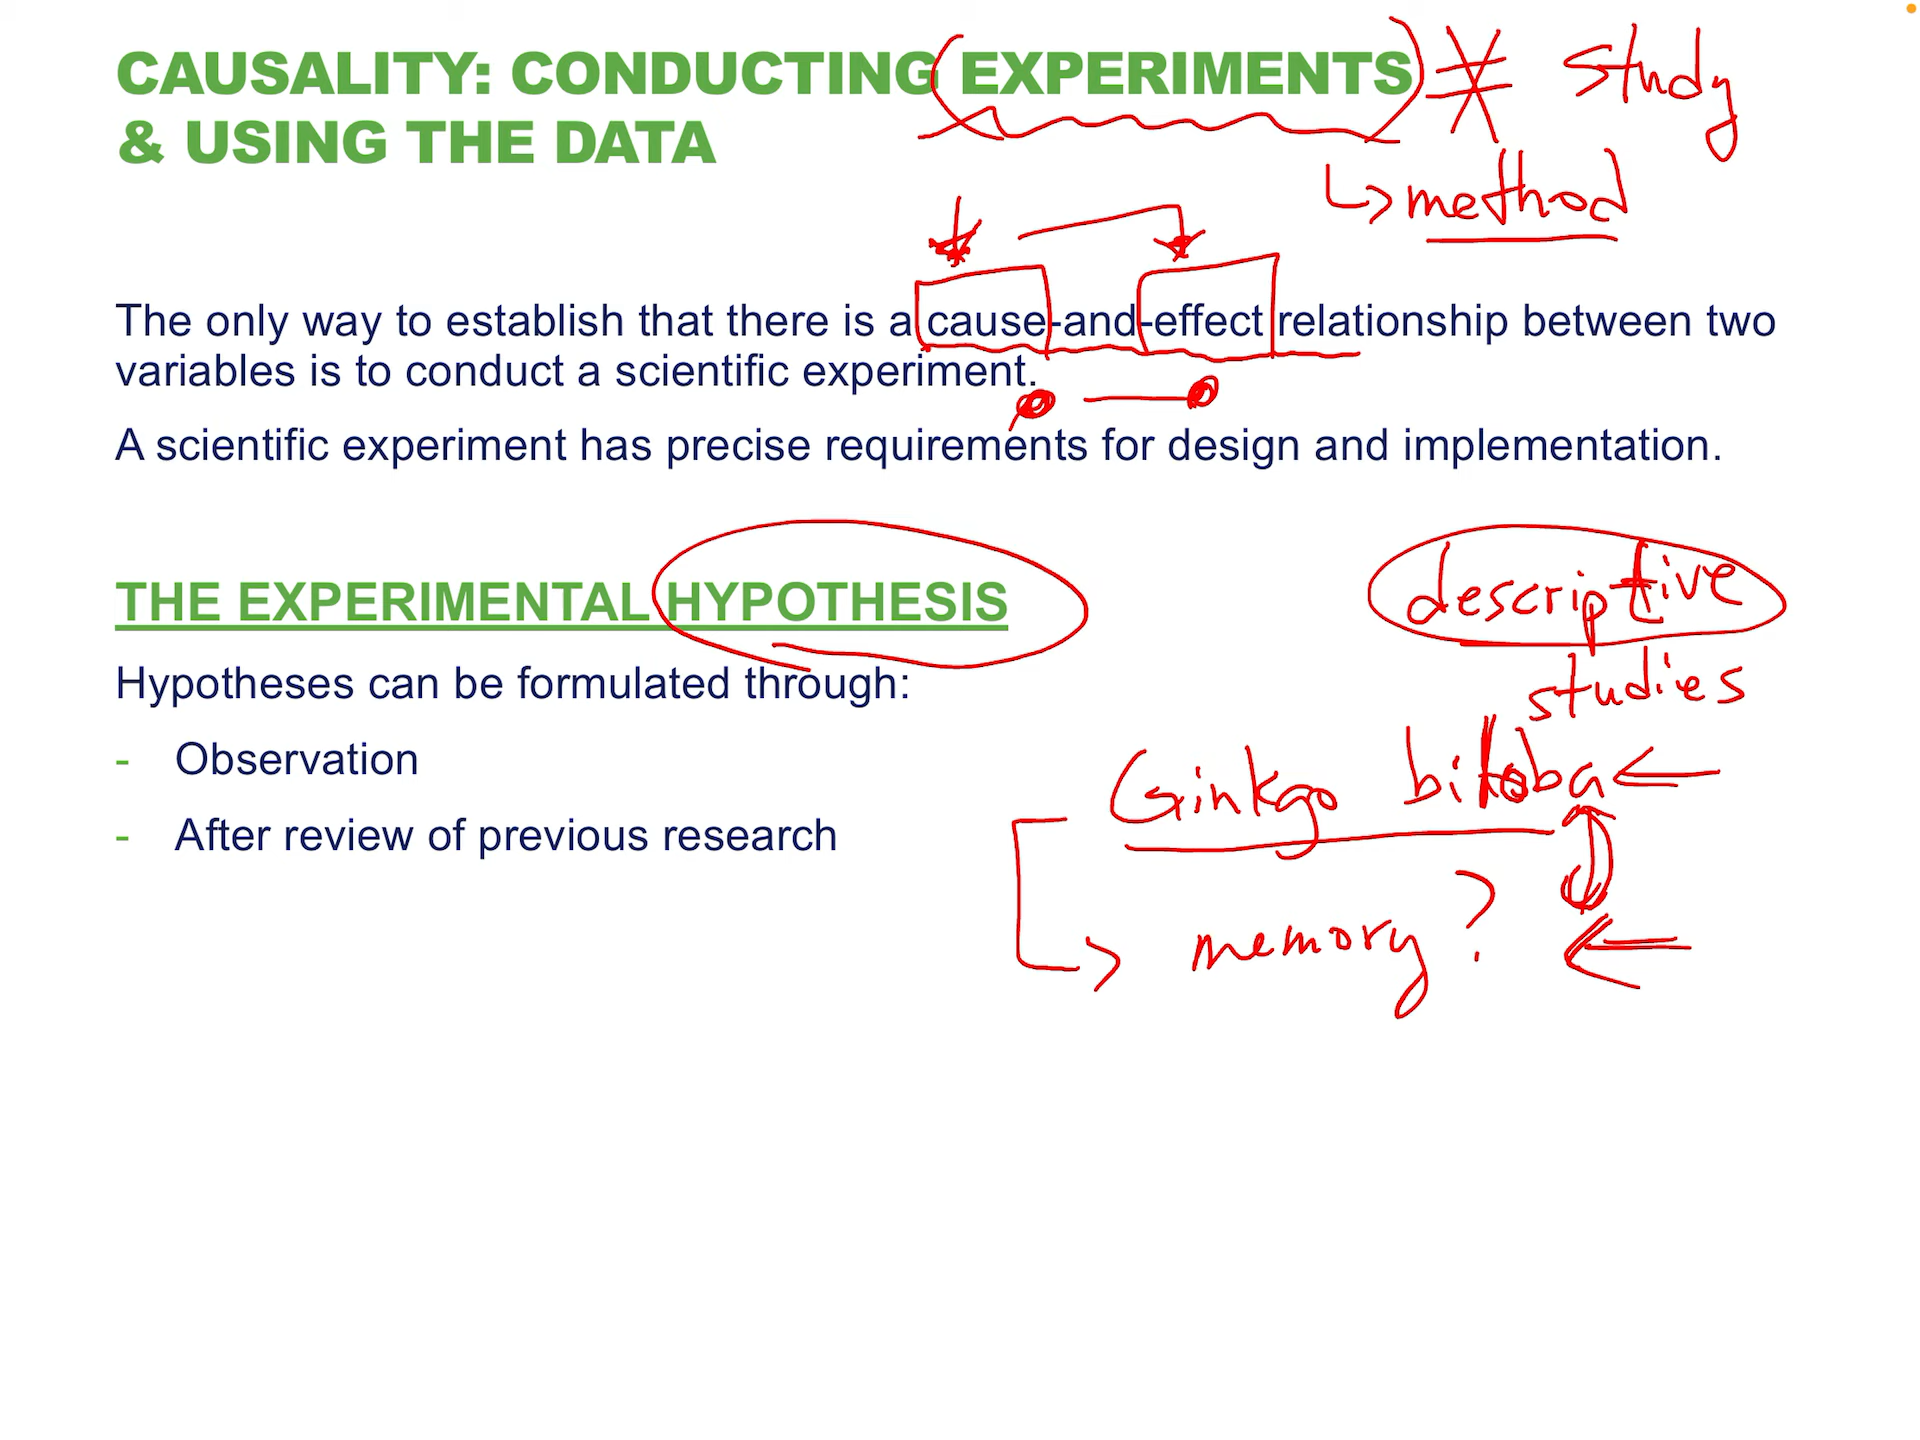 CAUSALITY: CONDUCTING EXPERIMENTS ≠ study
& USING THE DATA
↳ method
The only way to establish that there is a cause-and-effect relationship between two
variables is to conduct a scientific experiment.
A scientific experiment has precise requirements for design and implementation.
THE EXPERIMENTAL HYPOTHESIS
descriptive
studies
Hypotheses can be formulated through:
- Observation
- After review of previous research
Ginkgo biloba
memory?